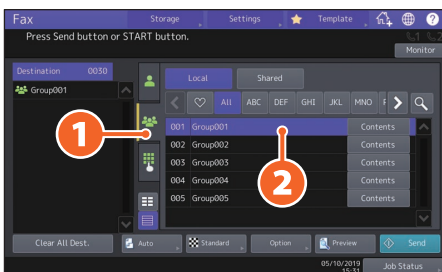 Fax Storage Settings Template
Press Send button or START button.
Monitor
Destination 0030
Group001
Local Shared
All ABC DEF GHI JKL MNO
001 Group001 Contents
002 Group002 Contents
003 Group003 Contents
004 Group004 Contents
005 Group005 Contents
1
2
Clear All Dest. Auto Standard Option Preview Send
05/10/2019
15:31
Job Status